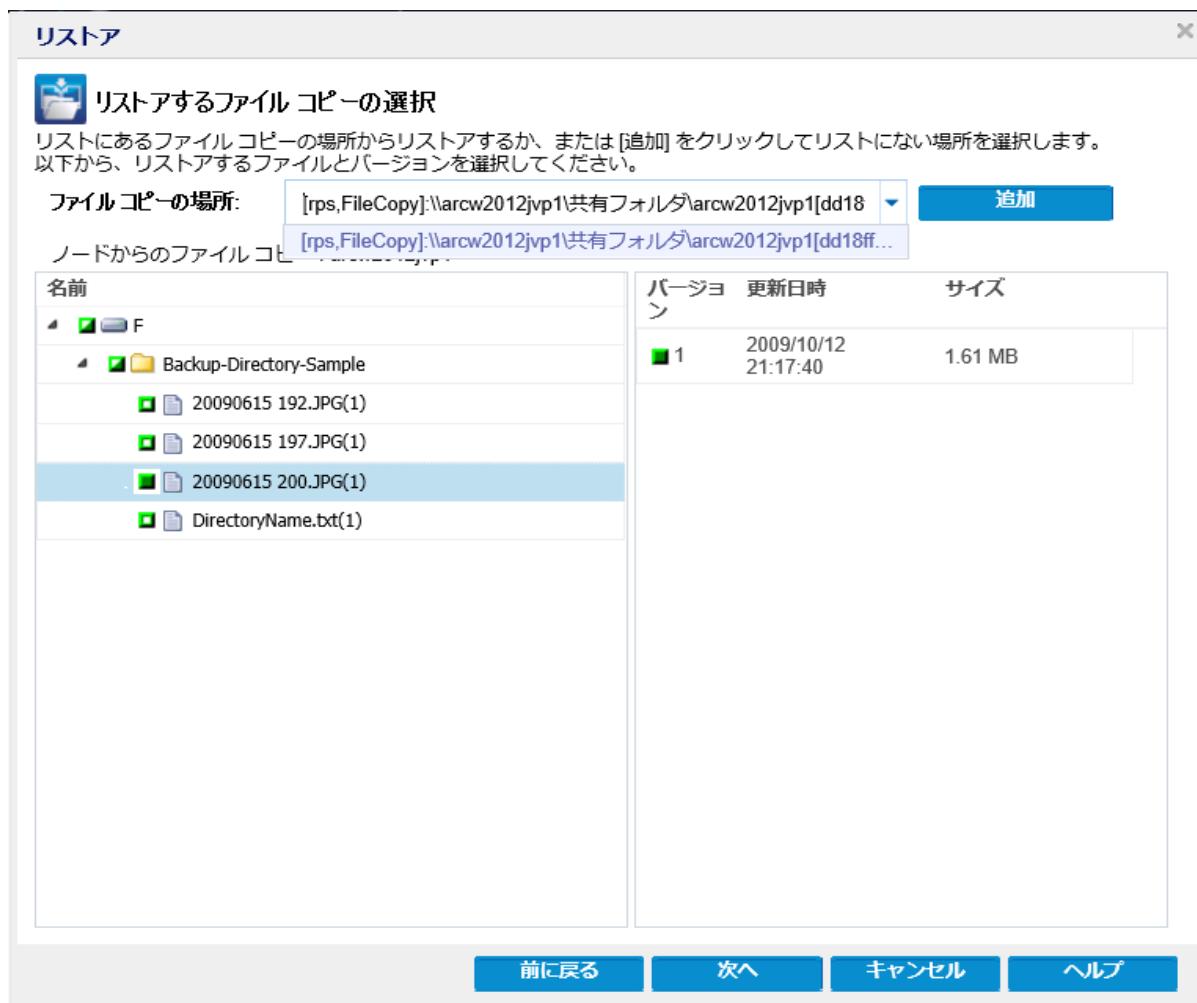 リストア
リストアするファイル コピーの選択
リストにあるファイル コピーの場所からリストアするか、または [追加] をクリックしてリストにない場所を選択します。
以下から、リストアするファイルとバージョンを選択してください。
ファイル コピーの場所:
[rps,FileCopy]:\\arcw2012jvp1\共有フォルダ\arcw2012jvp1[dd18
追加
[rps,FileCopy]:\\arcw2012jvp1\共有フォルダ\arcw2012jvp1[dd18ff...
ノードからのファイル コピ
名前
バージョン
更新日時
サイズ
F
Backup-Directory-Sample
20090615 192.JPG(1)
20090615 197.JPG(1)
20090615 200.JPG(1)
DirectoryName.txt(1)
1
2009/10/12
21:17:40
1.61 MB
前に戻る
次へ
キャンセル
ヘルプ